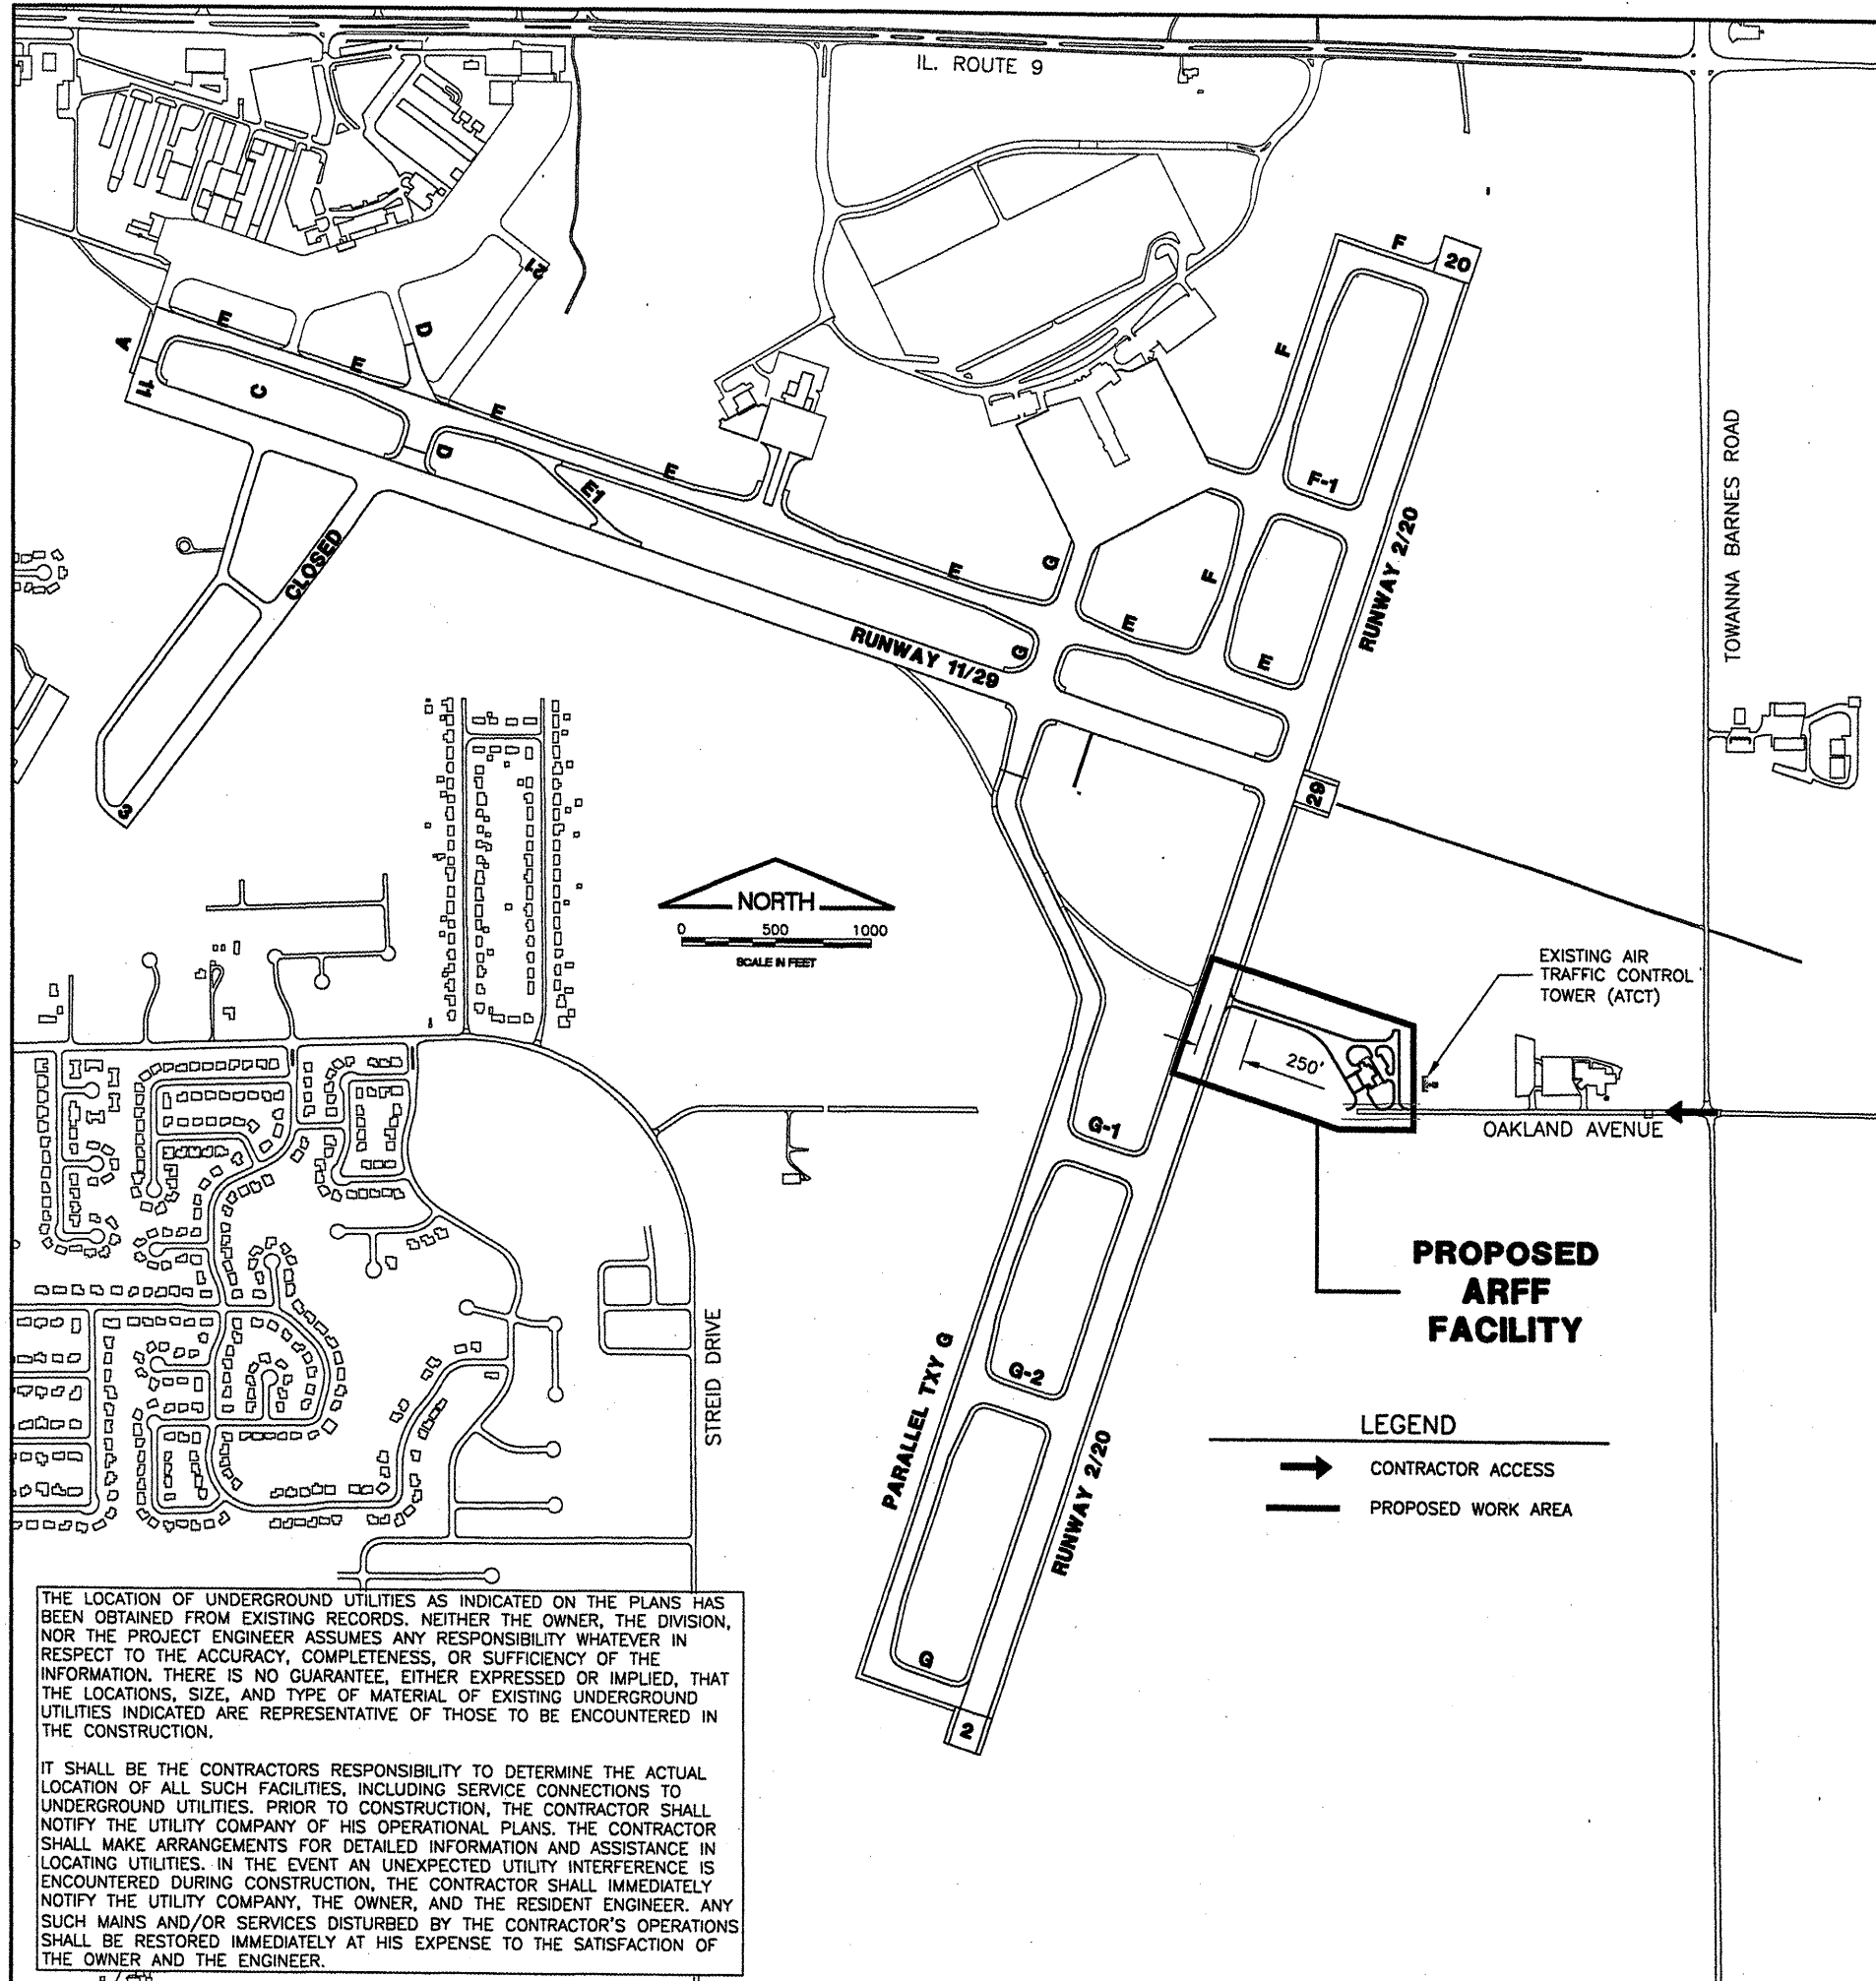 IL. ROUTE 9
F
20
21
E
D
F
A
E
11
C
E
TOWANNA BARNES ROAD
D
E
F-1
E1
CLOSED
RUNWAY 2/20
G
E
F
E
G
E
RUNWAY 11/29
29
3
NORTH
0 500 1000
SCALE IN FEET
EXISTING AIR
TRAFFIC CONTROL
TOWER (ATCT)
250'
G-1
OAKLAND AVENUE
PROPOSED
ARFF
FACILITY
STREID DRIVE
PARALLEL TXY G
G-2
RUNWAY 2/20
LEGEND
CONTRACTOR ACCESS
PROPOSED WORK AREA
G
2
THE LOCATION OF UNDERGROUND UTILITIES AS INDICATED ON THE PLANS HAS
BEEN OBTAINED FROM EXISTING RECORDS. NEITHER THE OWNER, THE DIVISION,
NOR THE PROJECT ENGINEER ASSUMES ANY RESPONSIBILITY WHATEVER IN
RESPECT TO THE ACCURACY, COMPLETENESS, OR SUFFICIENCY OF THE
INFORMATION. THERE IS NO GUARANTEE, EITHER EXPRESSED OR IMPLIED, THAT
THE LOCATIONS, SIZE, AND TYPE OF MATERIAL OF EXISTING UNDERGROUND
UTILITIES INDICATED ARE REPRESENTATIVE OF THOSE TO BE ENCOUNTERED IN
THE CONSTRUCTION.
IT SHALL BE THE CONTRACTORS RESPONSIBILITY TO DETERMINE THE ACTUAL
LOCATION OF ALL SUCH FACILITIES, INCLUDING SERVICE CONNECTIONS TO
UNDERGROUND UTILITIES. PRIOR TO CONSTRUCTION, THE CONTRACTOR SHALL
NOTIFY THE UTILITY COMPANY OF HIS OPERATIONAL PLANS. THE CONTRACTOR
SHALL MAKE ARRANGEMENTS FOR DETAILED INFORMATION AND ASSISTANCE IN
LOCATING UTILITIES. IN THE EVENT AN UNEXPECTED UTILITY INTERFERENCE IS
ENCOUNTERED DURING CONSTRUCTION, THE CONTRACTOR SHALL IMMEDIATELY
NOTIFY THE UTILITY COMPANY, THE OWNER, AND THE RESIDENT ENGINEER. ANY
SUCH MAINS AND/OR SERVICES DISTURBED BY THE CONTRACTOR'S OPERATIONS
SHALL BE RESTORED IMMEDIATELY AT HIS EXPENSE TO THE SATISFACTION OF
THE OWNER AND THE ENGINEER.